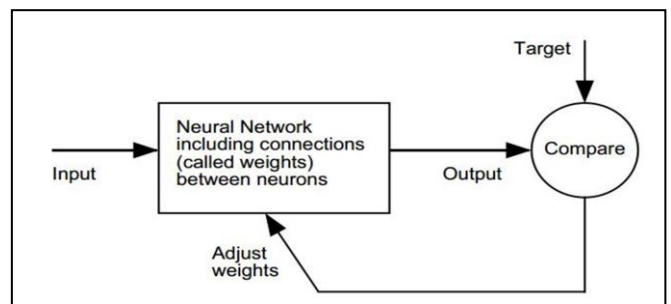 Target
Neural Network
including connections
(called weights)
between neurons
Compare
Input
Output
Adjust
weights